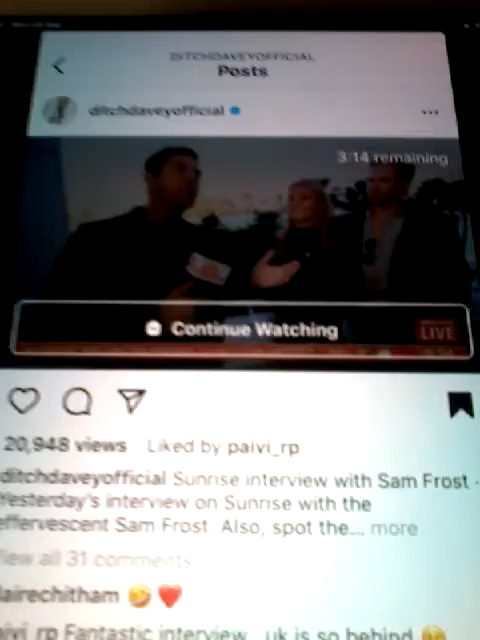 DITCHDAVEYOFFICIAL
Posts
ditchdaveyofficial
3:14 remaining
Continue Watching
LIVE
20,948 views Liked by paivi_rp
ditchdaveyofficial Sunrise interview with Sam Frost ·
Yesterday's interview on Sunrise with the
effervescent Sam Frost. Also, spot the... more
View all 31 comments
lairechitham 🤣❤️
aivi_rp Fantastic interview...uk is so behind